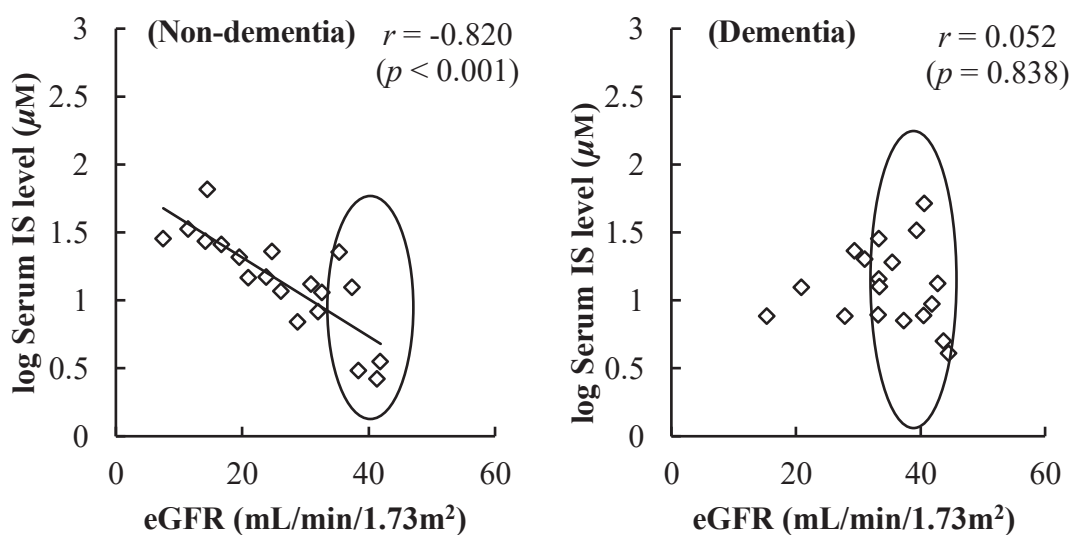 (Non-dementia)
r = -0.820
(p < 0.001)
log Serum IS level (μM)
3
2.5
2
1.5
1
0.5
0
0
20
40
60
eGFR (mL/min/1.73m²)
(Dementia)
r = 0.052
(p = 0.838)
log Serum IS level (μM)
3
2.5
2
1.5
1
0.5
0
0
20
40
60
eGFR (mL/min/1.73m²)